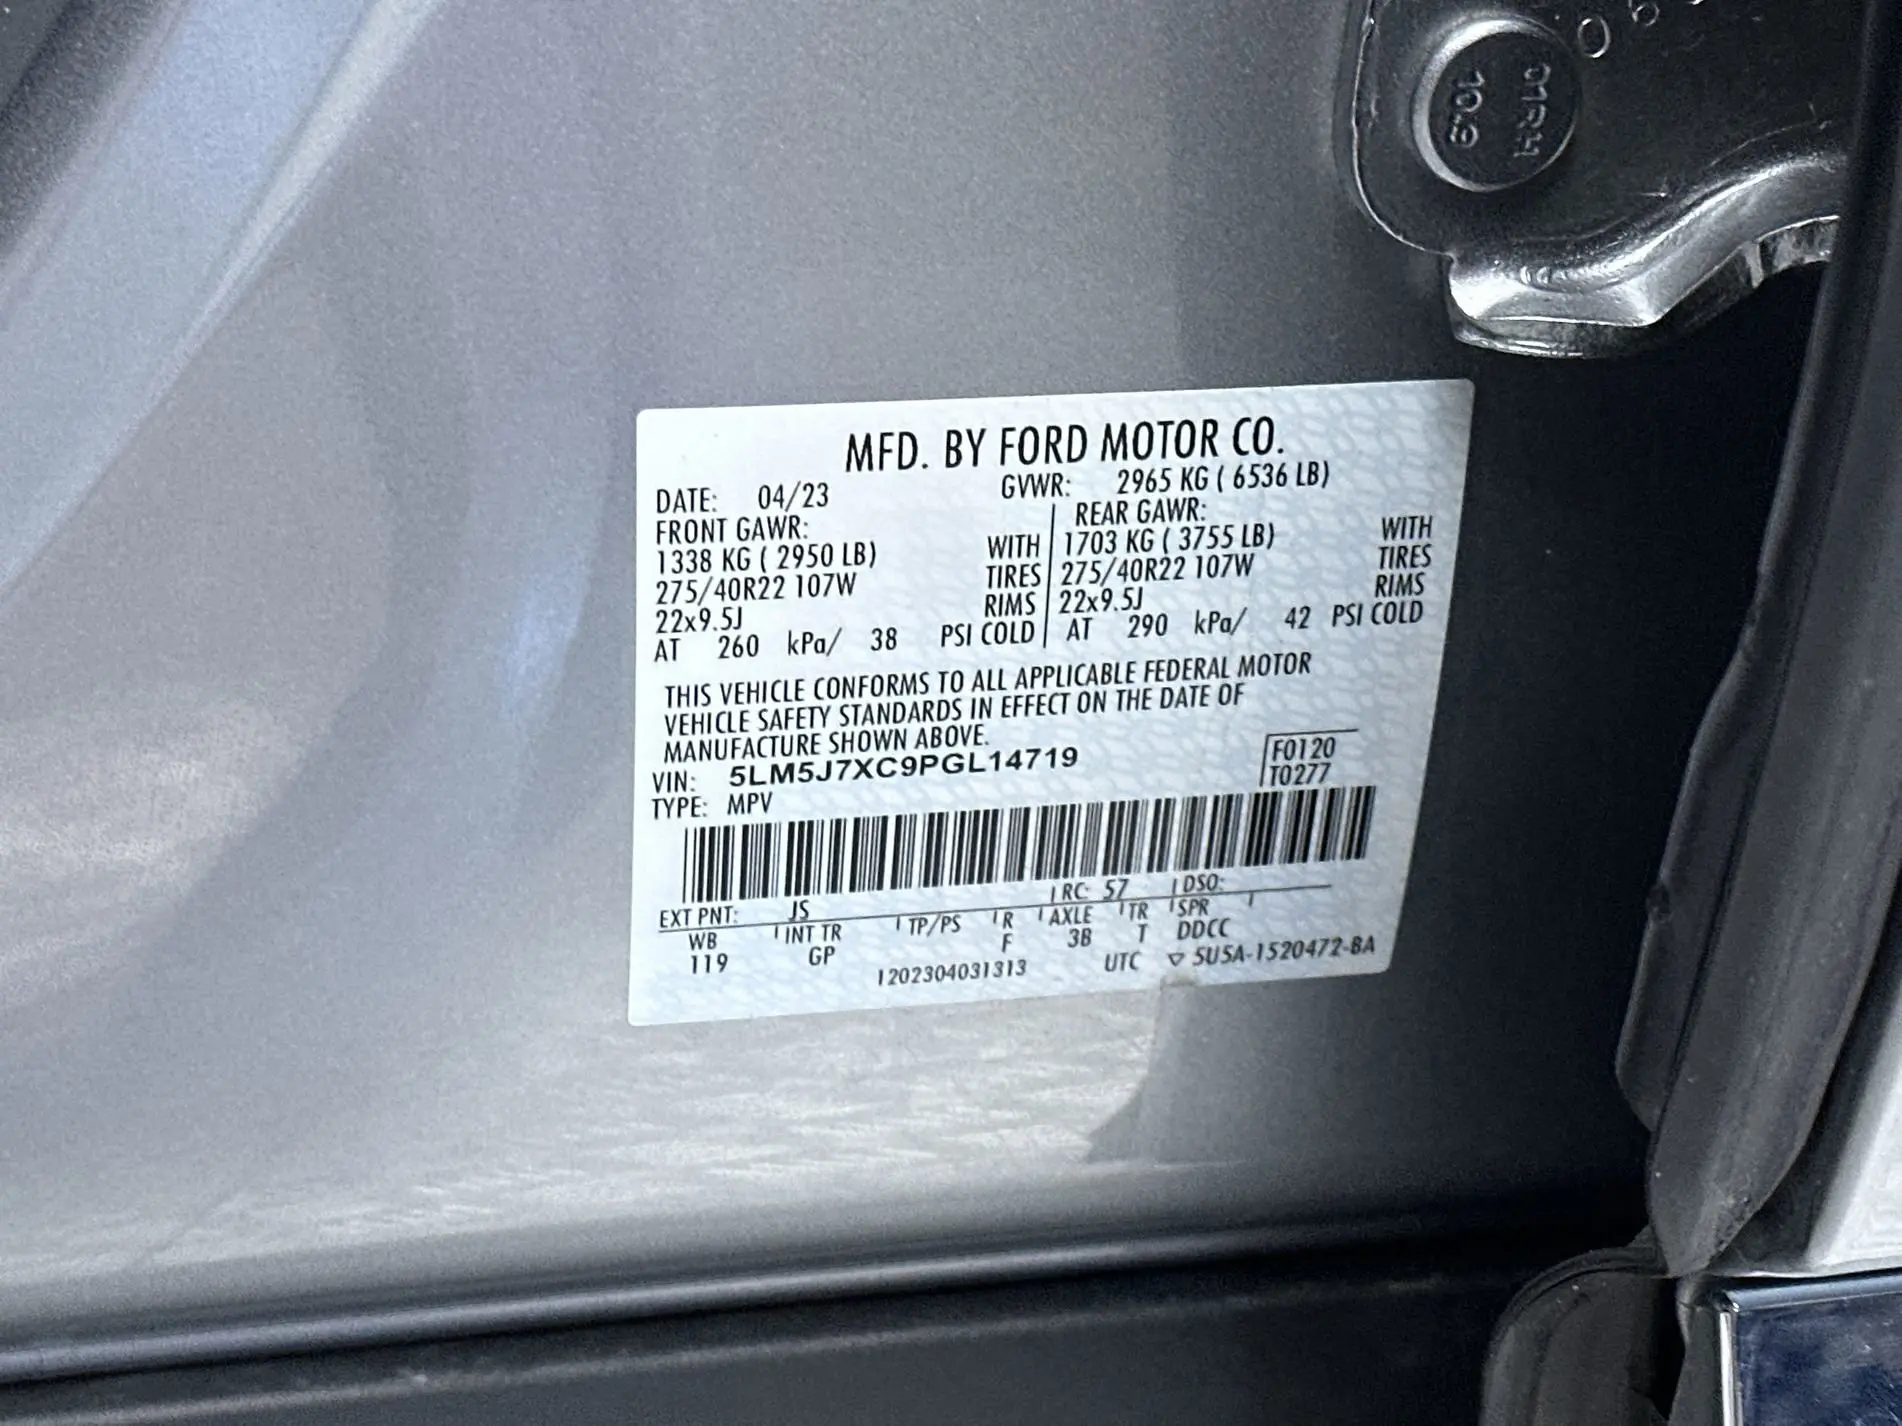 01RH
10.9
MFD. BY FORD MOTOR CO.
DATE: 04/23 GVWR: 2965 KG ( 6536 LB)
FRONT GAWR: REAR GAWR:
1338 KG ( 2950 LB) WITH 1703 KG ( 3755 LB) WITH
275/40R22 107W TIRES 275/40R22 107W TIRES
22x9.5J RIMS 22x9.5J RIMS
AT 260 kPa/ 38 PSI COLD AT 290 kPa/ 42 PSI COLD
THIS VEHICLE CONFORMS TO ALL APPLICABLE FEDERAL MOTOR
VEHICLE SAFETY STANDARDS IN EFFECT ON THE DATE OF
MANUFACTURE SHOWN ABOVE.
VIN: 5LM5J7XC9PGL14719 F0120
TYPE: MPV T0277
EXT PNT: JS RC: 57 DSO:
WB INT TR TP/PS R AXLE TR SPR
119 GP F 3B T DDCC
1202304031313 UTC ▽ 5U5A-1520472-BA